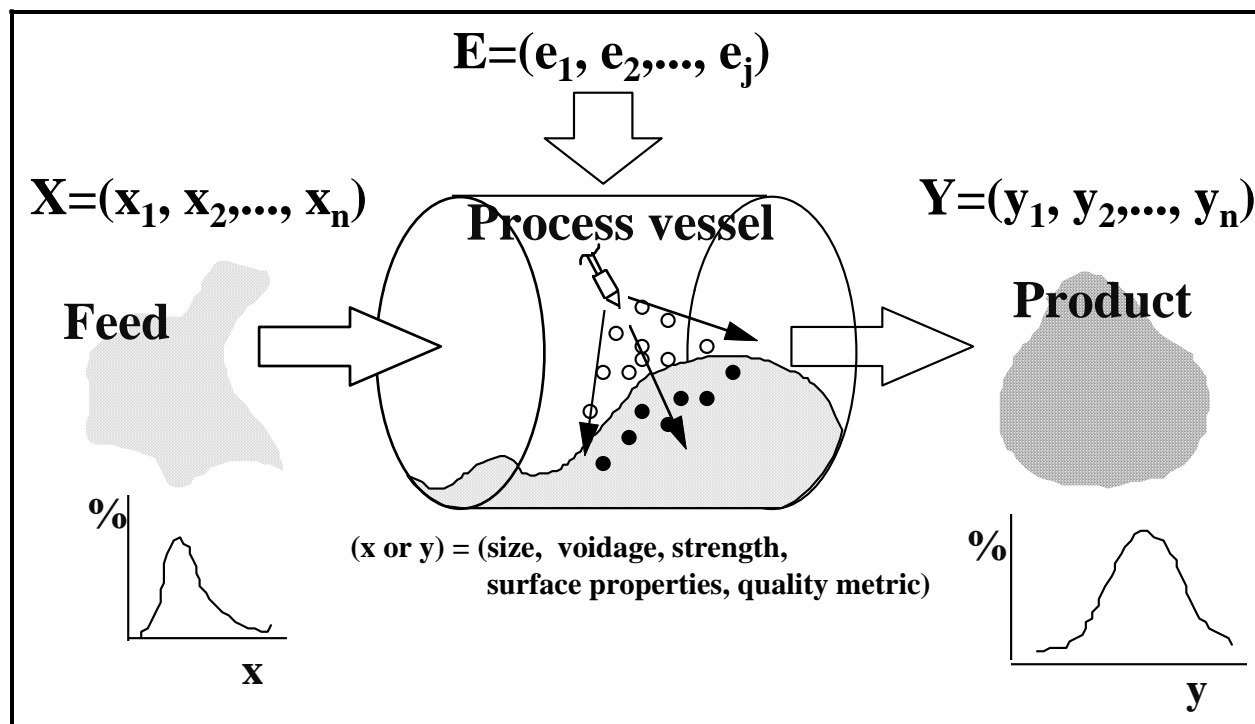 E=(e₁, e₂,..., eⱼ)
X=(x₁, x₂,..., xₙ)
Y=(y₁, y₂,..., yₙ)
Process vessel
Feed
Product
%
x
(x or y) = (size, voidage, strength,
surface properties, quality metric)
%
y